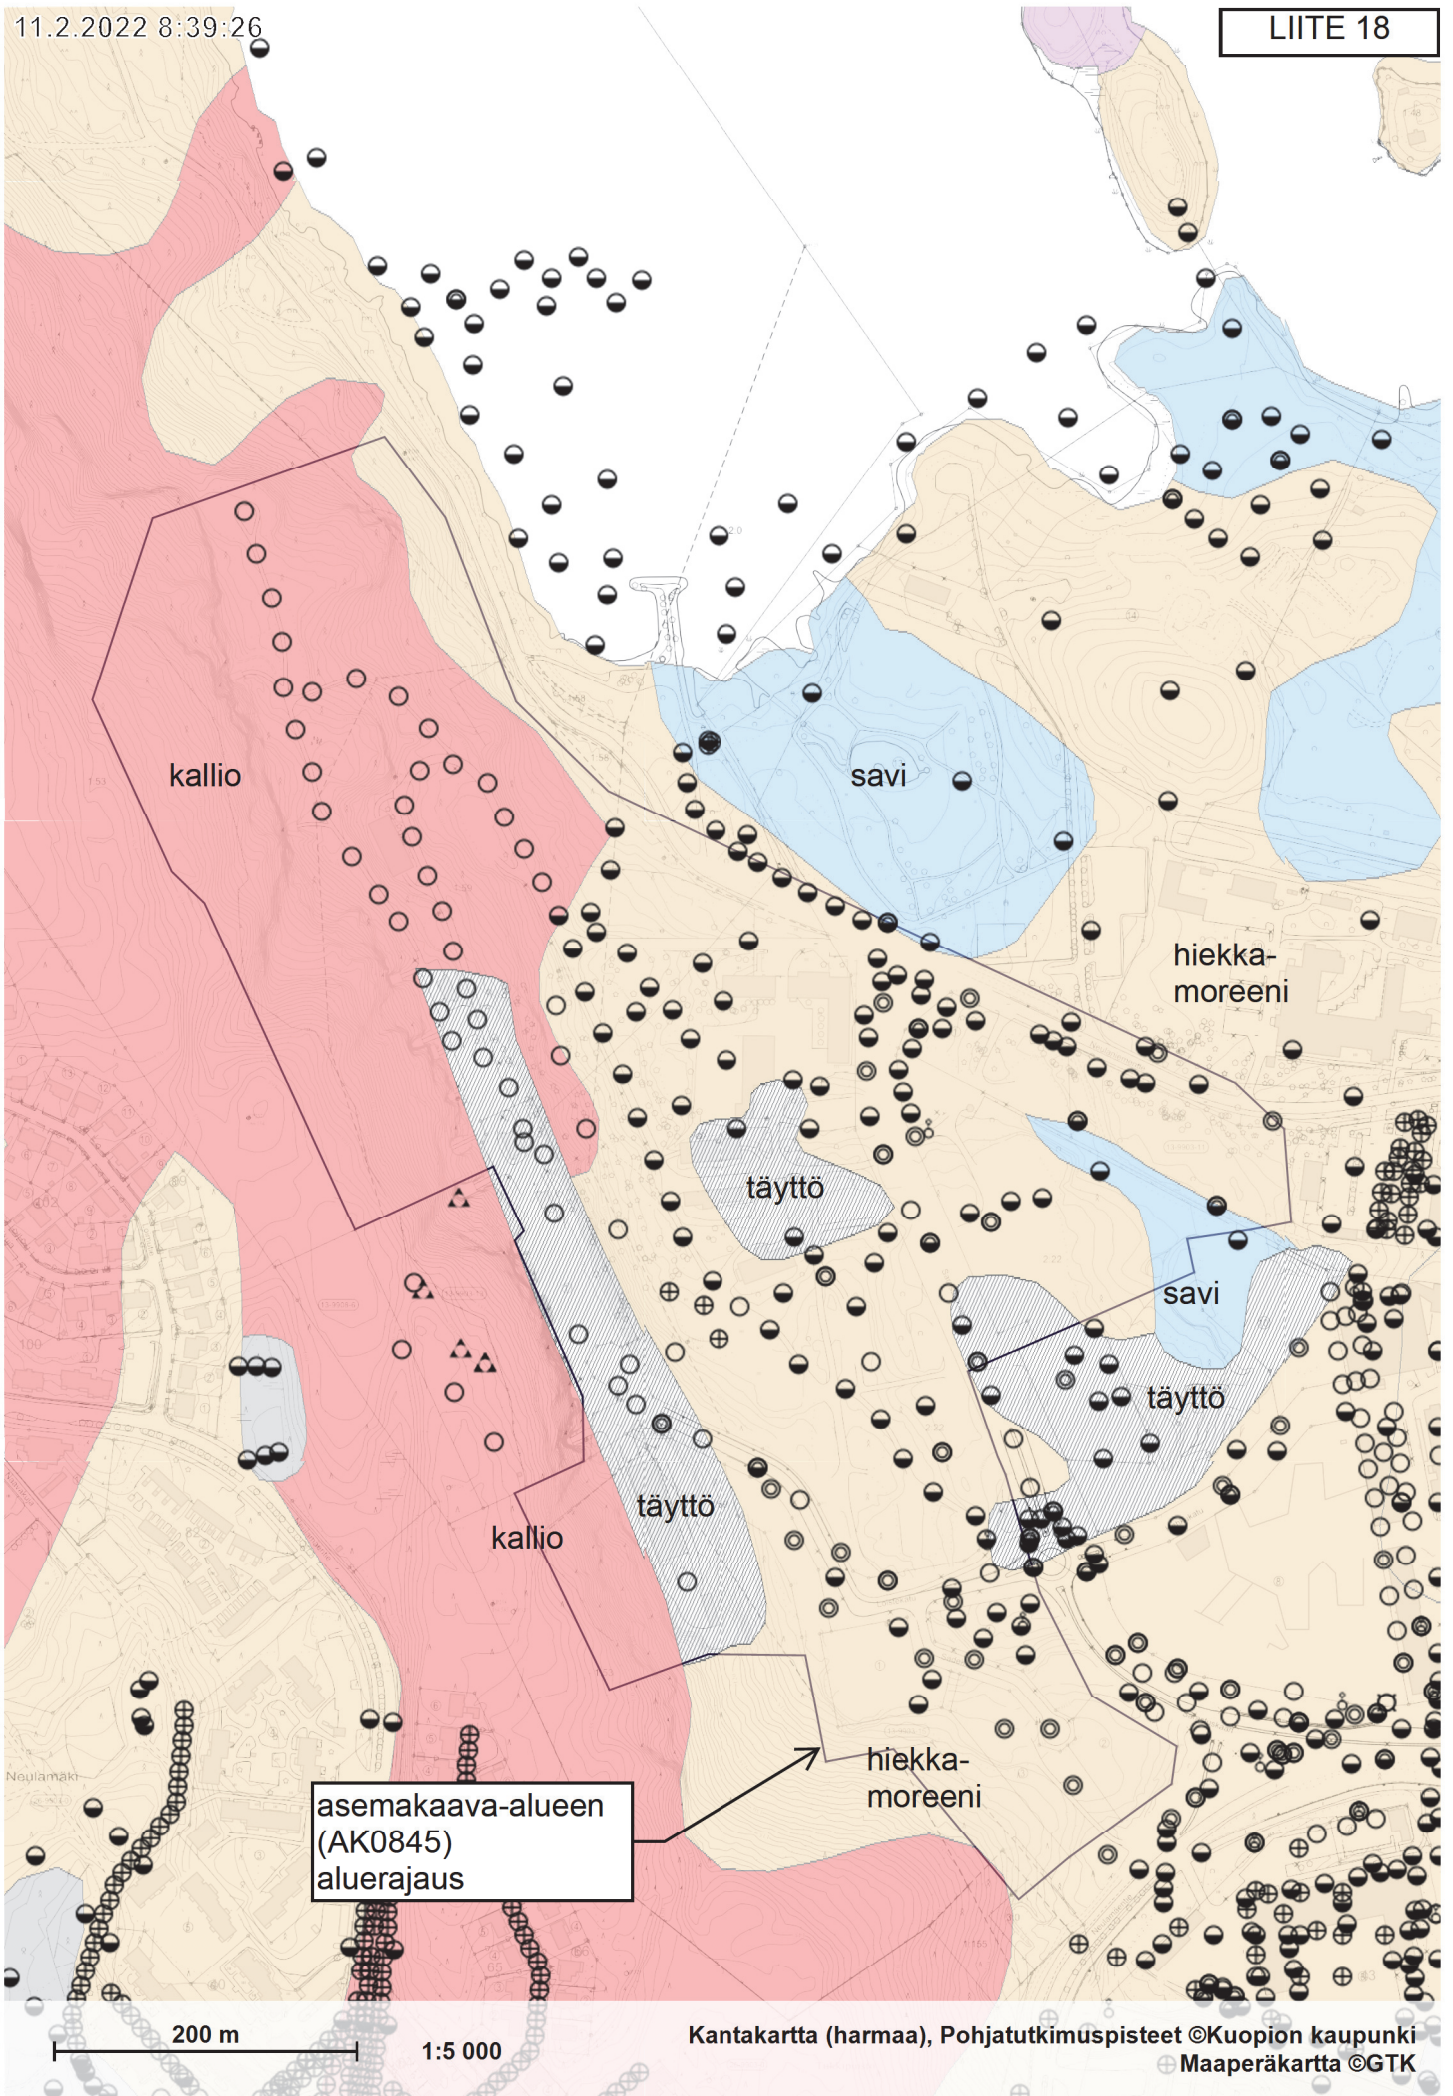 11.2.2022 8:39:26
LIITE 18
kallio
savi
hiekka-
moreeni
täyttö
savi
täyttö
täyttö
kallio
hiekka-
moreeni
Neulamäki
asemakaava-alueen
(AK0845)
aluerajaus
200 m
1:5 000
Kantakartta (harmaa), Pohjatutkimuspisteet ©Kuopion kaupunki
Maaperäkartta ©GTK